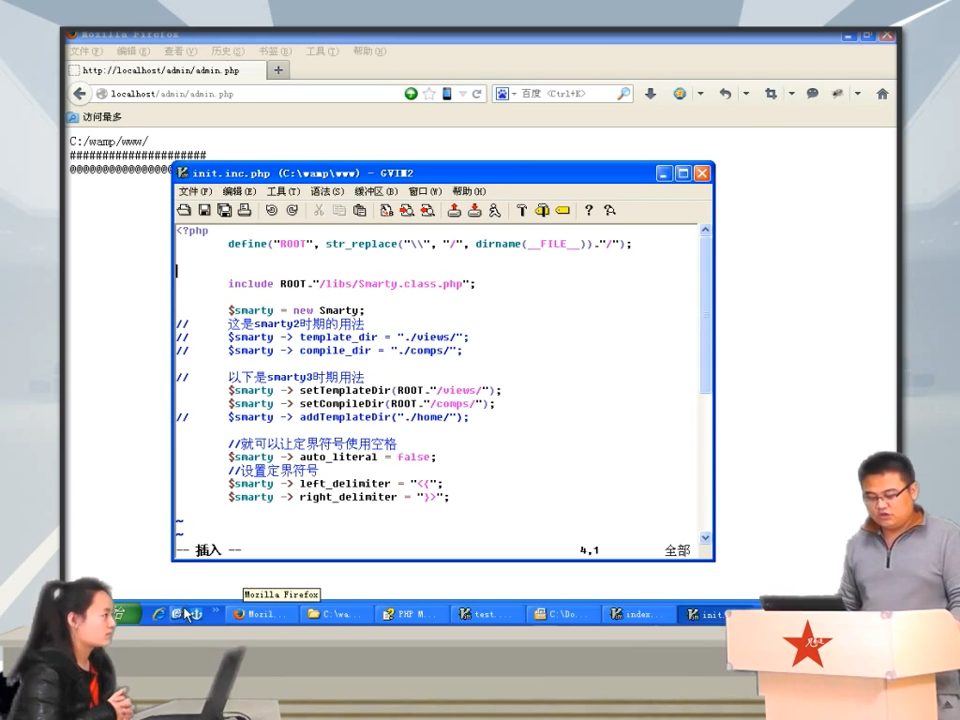 Mozilla Firefox
文件(F) 编辑(E) 查看(V) 历史(S) 书签(B) 工具(T) 帮助(H)
http://localhost/admin/admin.php
localhost/admin/admin.php
百度 <Ctrl+K>
访问最多
C:/wamp/www/
#####################
init.inc.php (C:\wamp\www) - GVIM2
文件(F) 编辑(E) 工具(T) 语法(S) 缓冲区(B) 窗口(W) 帮助(H)
<?php
define("ROOT", str_replace("\\", "/", dirname(__FILE__))."/");
include ROOT."/libs/Smarty.class.php";
$smarty = new Smarty;
// 这是smarty2时期的用法
// $smarty -> template_dir = "./views/";
// $smarty -> compile_dir = "./comps/";
// 以下是smarty3时期用法
$smarty -> setTemplateDir(ROOT."/views/");
$smarty -> setCompileDir(ROOT."/comps/");
// $smarty -> addTemplateDir("./home/");
//就可以让定界符号使用空格
$smarty -> auto_literal = false;
//设置定界符号
$smarty -> left_delimiter = "<{";
$smarty -> right_delimiter = "}>";
~
~
-- 插入 -- 4,1 全部
Mozilla Firefox
Mozil... C:\wa... PHP M... test.... C:\Do... index... init.